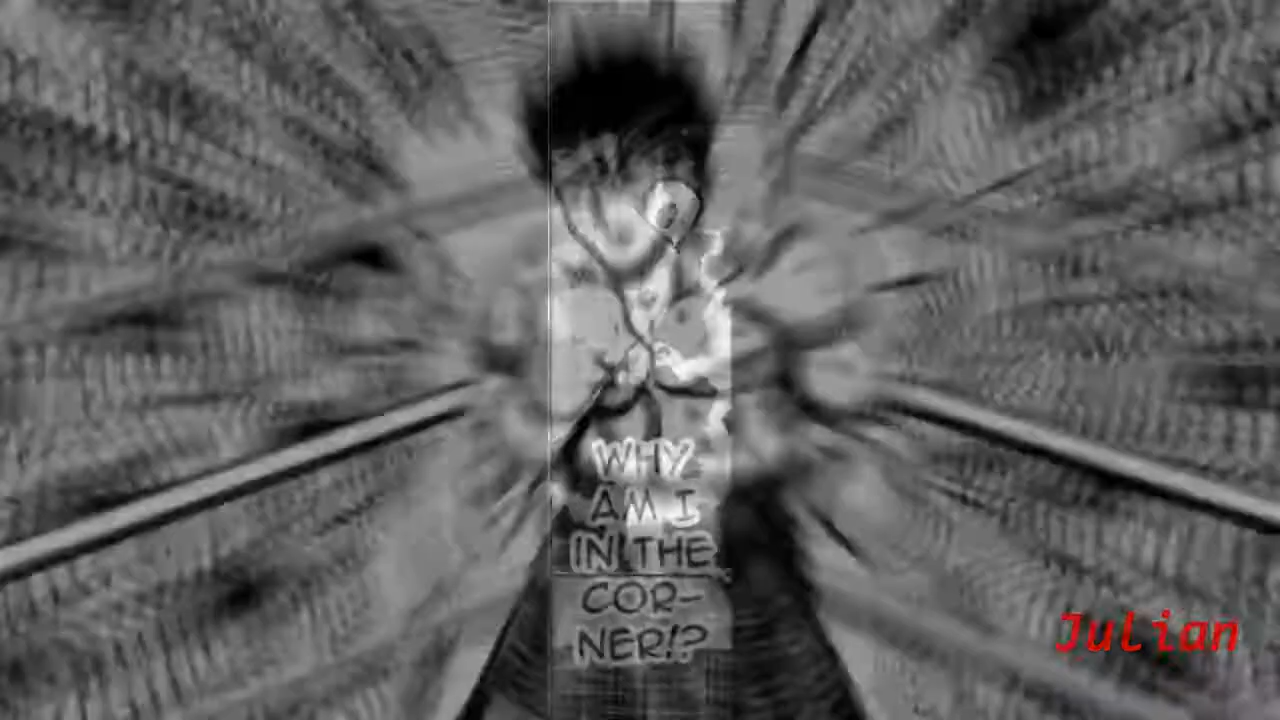 WHY
AM I
IN THE
COR-
NER!?
Julian